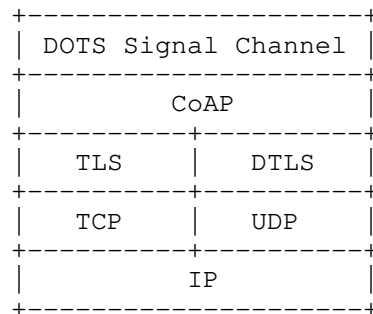 +---------------------+
| DOTS Signal Channel |
+---------------------+
|         CoAP        |
+----------+----------+
|   TLS    |   DTLS   |
+----------+----------+
|   TCP    |   UDP    |
+----------+----------+
|          IP         |
+---------------------+